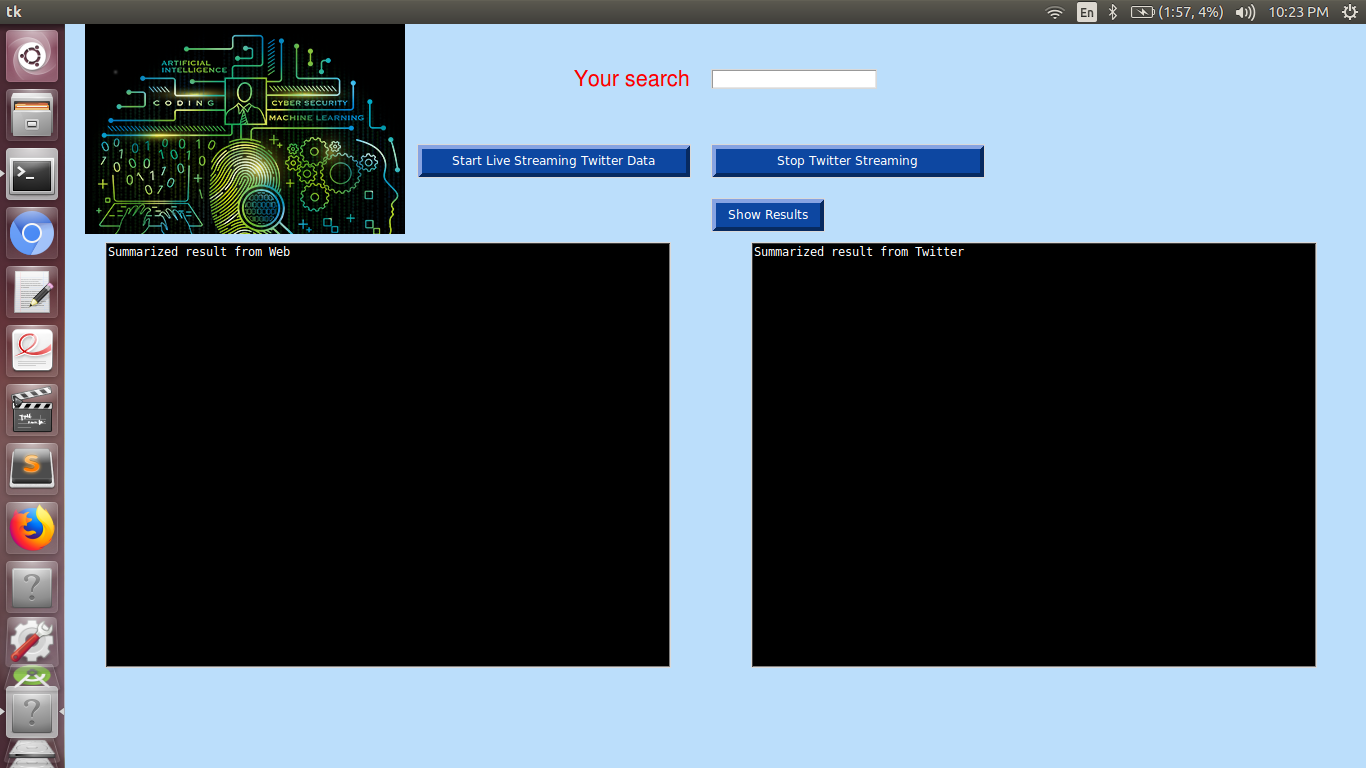 tk
En
(1:57, 4%)
10:23 PM
ARTIFICIAL
INTELLIGENCE
CODING
CYBER SECURITY
MACHINE LEARNING
Your search
Start Live Streaming Twitter Data
Stop Twitter Streaming
Show Results
Summarized result from Web
Summarized result from Twitter